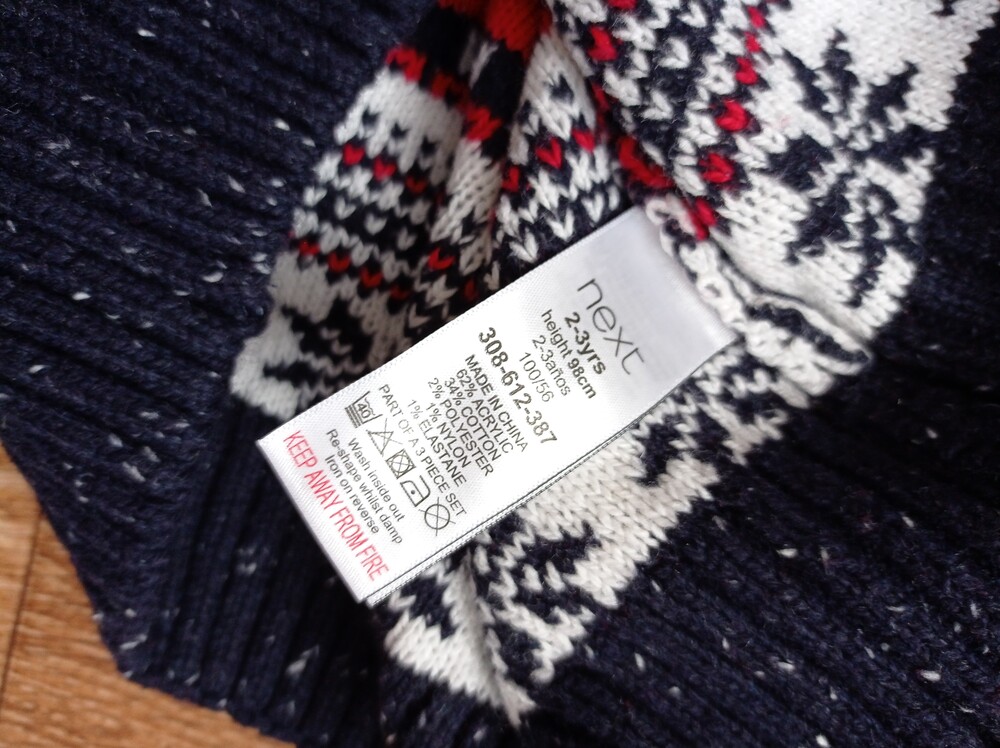 next
2-3yrs
height 98cm
2-3años
100/56
308-612-387
MADE IN CHINA
62% ACRYLIC
34% COTTON
2% POLYESTER
1% NYLON
1% ELASTANE
PART OF A 3 PIECE SET
40
Wash inside out
Re-shape whilst damp
Iron on reverse
KEEP AWAY FROM FIRE